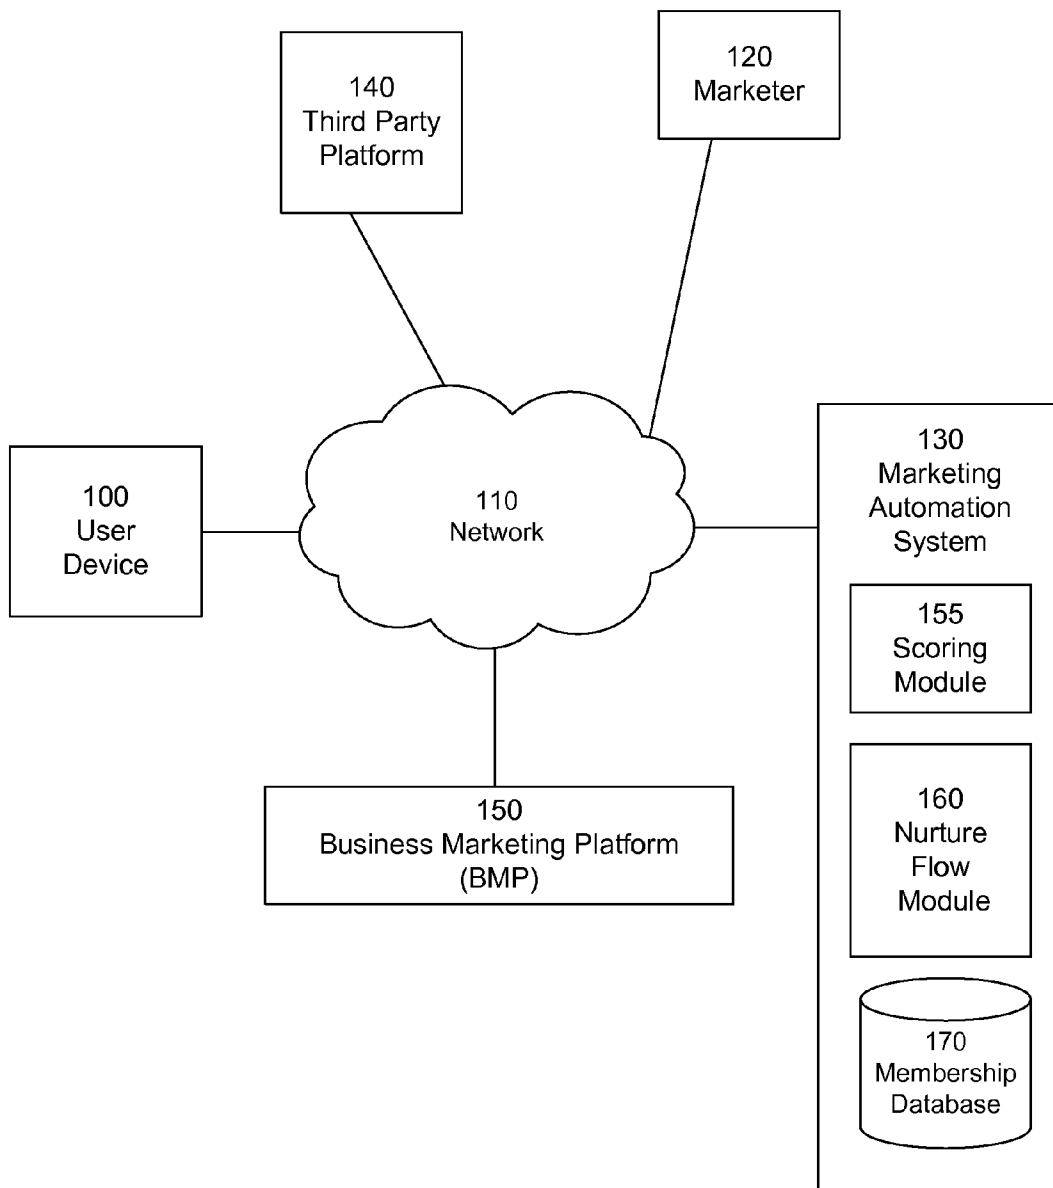 120
Marketer
140
Third Party
Platform
130
Marketing
Automation
System
100
User
Device
110
Network
155
Scoring
Module
150
Business Marketing Platform
(BMP)
160
Nurture
Flow
Module
170
Membership
Database